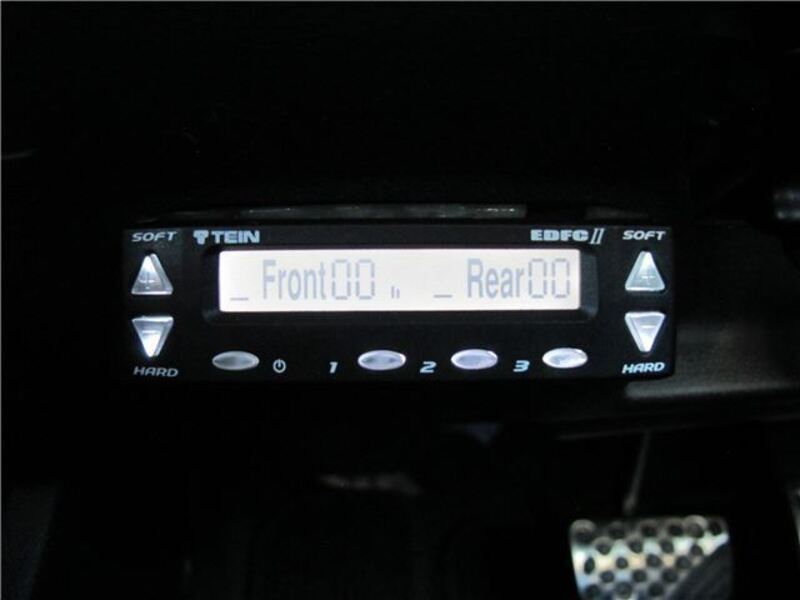 SOFT TEIN EDFC II SOFT
+ _ Front00 _ Rear00 +
- -
HARD 1 2 3 HARD